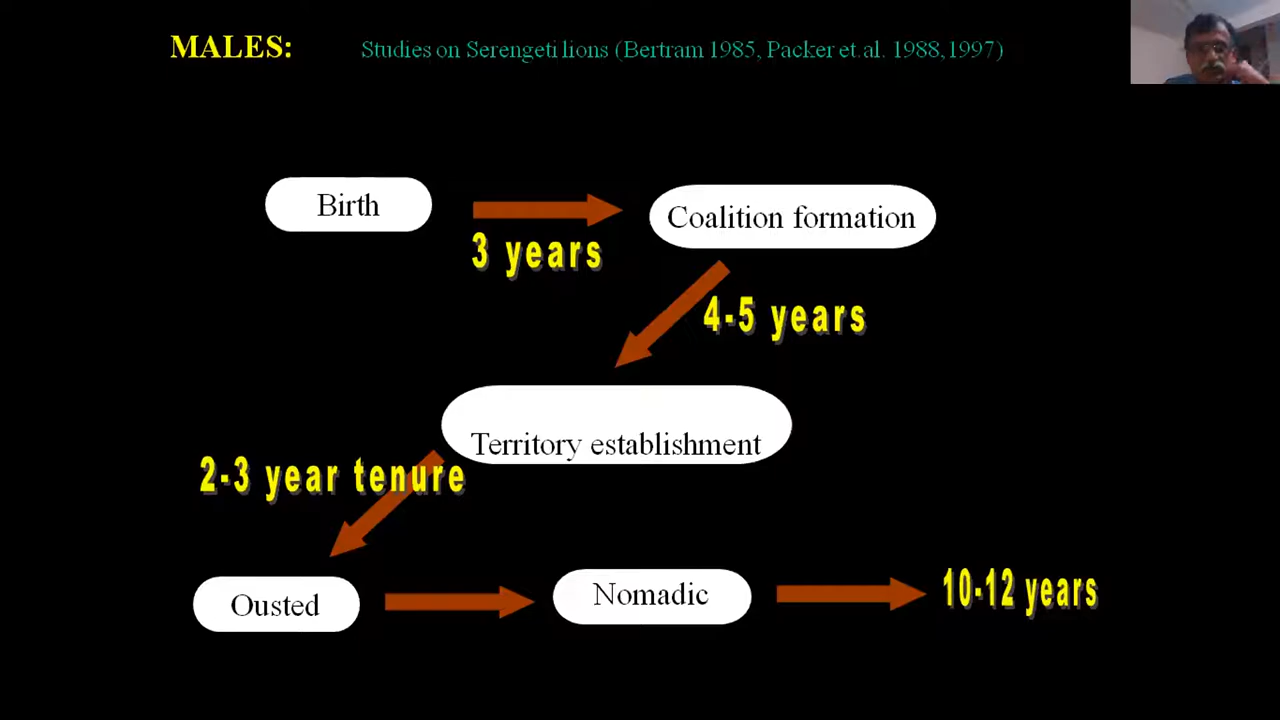 MALES:
Studies on Serengeti lions (Bertram 1985, Packer et.al. 1988,1997)
Birth
3 years
Coalition formation
4-5 years
Territory establishment
2-3 year tenure
Ousted
Nomadic
10-12 years